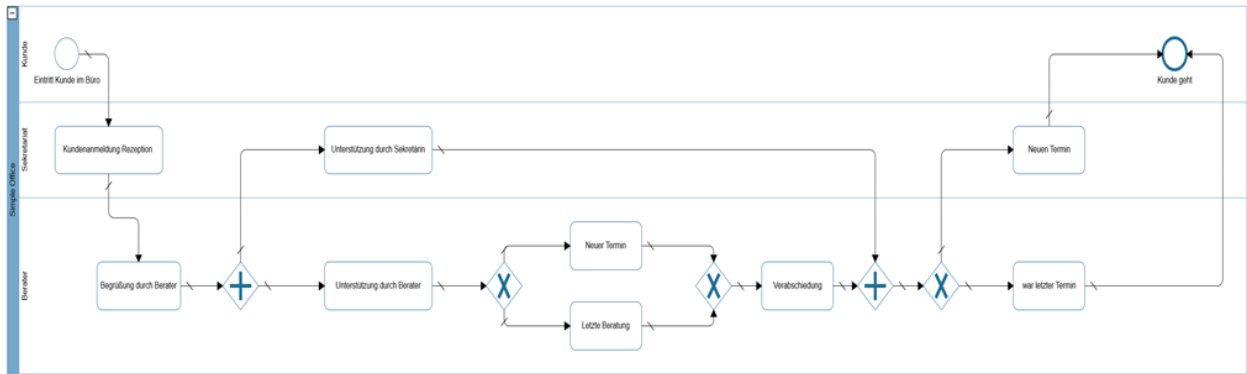 Simple Office
Kunde
Eintritt Kunde im Büro
Kunde geht
Sekretariat
Kundenanmeldung Rezeption
Unterstützung durch Sekretärin
Neuen Termin
Berater
Begrüßung durch Berater
Unterstützung durch Berater
Neuer Termin
Letzte Beratung
Verabschiedung
war letzter Termin